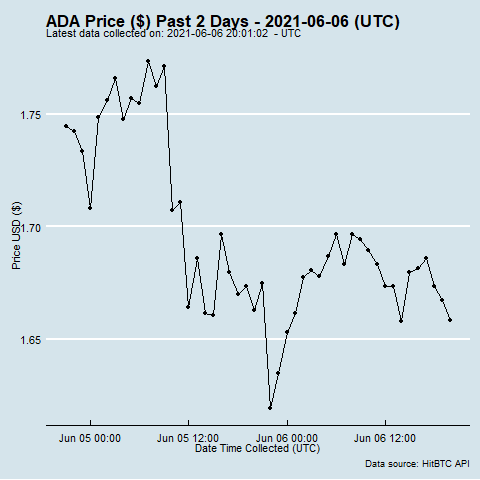 ADA Price ($) Past 2 Days - 2021-06-06 (UTC)
Latest data collected on: 2021-06-06 20:01:02  - UTC
1.75
1.70
1.65
Price USD ($)
Jun 05 00:00
Jun 05 12:00
Jun 06 00:00
Jun 06 12:00
Date Time Collected (UTC)
Data source: HitBTC API